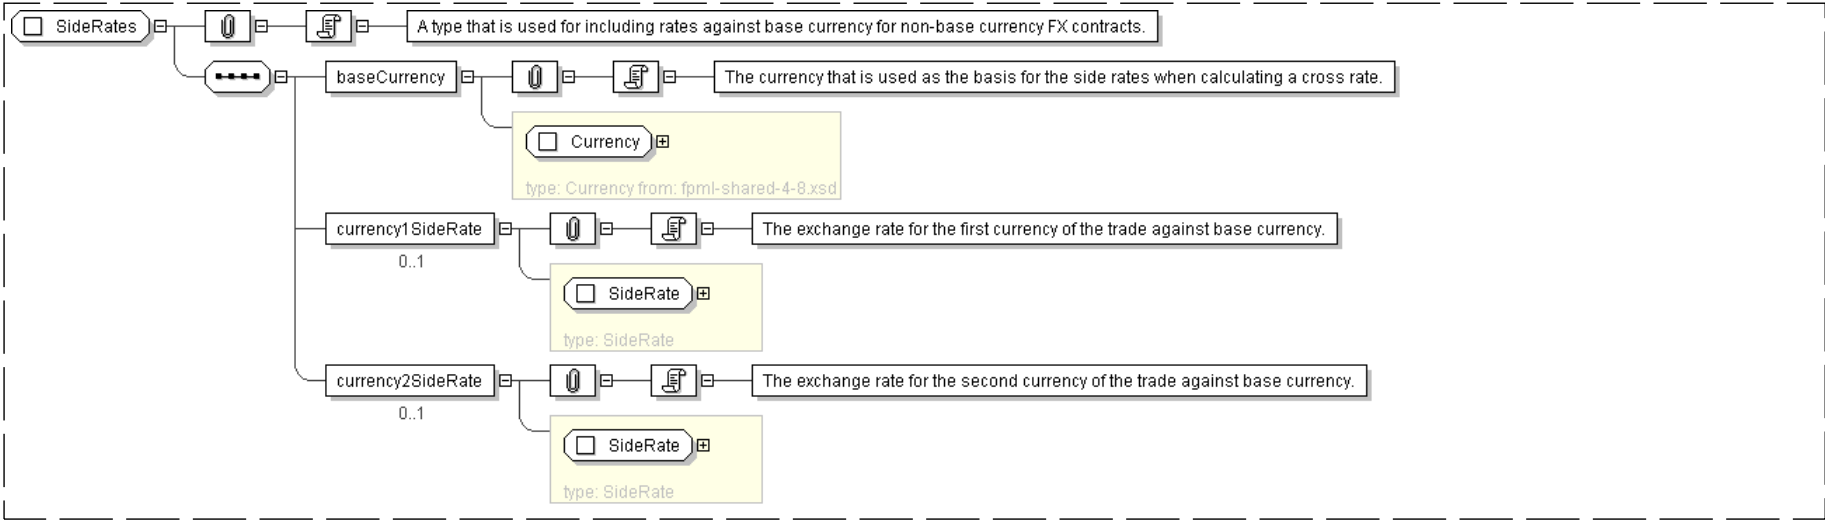 SideRates
A type that is used for including rates against base currency for non-base currency FX contracts.
baseCurrency
The currency that is used as the basis for the side rates when calculating a cross rate.
Currency
type: Currency from: fpml-shared-4-8.xsd
currency1SideRate
The exchange rate for the first currency of the trade against base currency.
0..1
SideRate
type: SideRate
currency2SideRate
The exchange rate for the second currency of the trade against base currency.
0..1
SideRate
type: SideRate